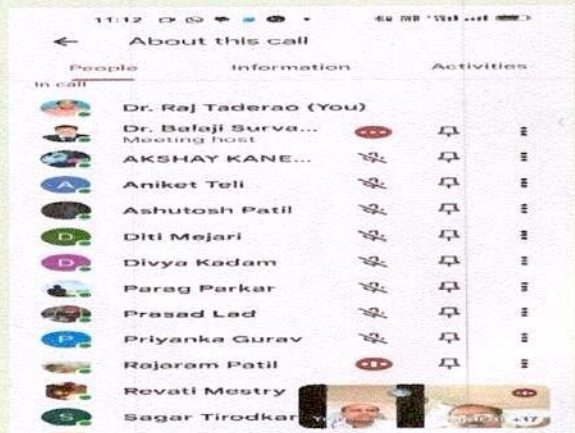 11:12
About this call
People Information Activities
In call
Dr. Raj Taderao (You)
Dr. Balaji Surva...
Meeting host
AKSHAY KANE...
A Aniket Teli
Ashutosh Patil
D Diti Mejari
D Divya Kadam
Parag Parkar
Prasad Lad
P Priyanka Gurav
Rajaram Patil
Revati Mestry
S Sagar Tirodkar
+17